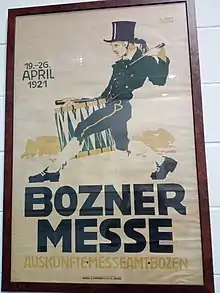 19.-26.
APRIL
1921
BOZNER
MESSE
AUSKÜNFTE·MESSEAMT·BOZEN